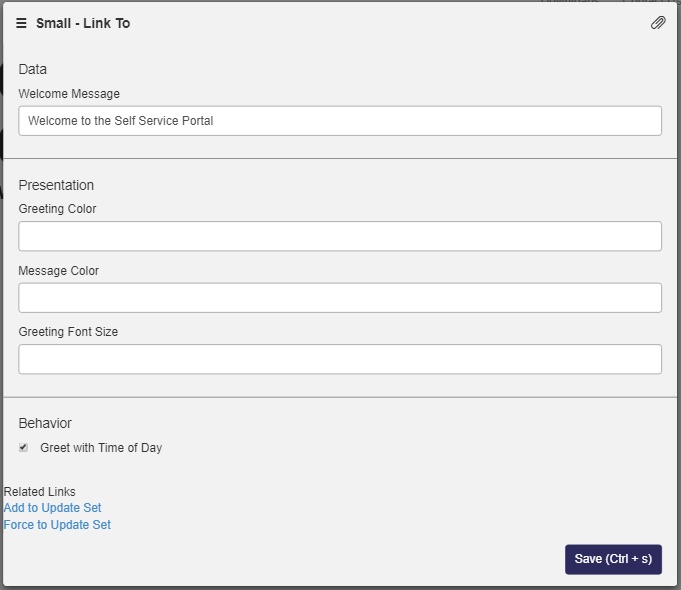 Small - Link To
Data
Welcome Message
Welcome to the Self Service Portal
Presentation
Greeting Color
Message Color
Greeting Font Size
Behavior
Greet with Time of Day
Related Links
Add to Update Set
Force to Update Set
Save (Ctrl + s)